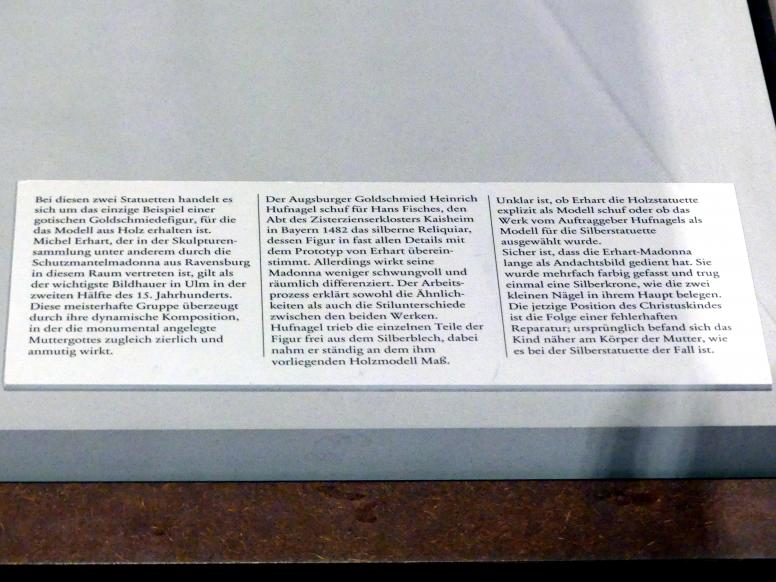 Bei diesen zwei Statuetten handelt es
sich um das einzige Beispiel einer
gotischen Goldschmiedefigur, für die
das Modell aus Holz erhalten ist.
Michel Erhart, der in der Skulpturen-
sammlung unter anderem durch die
Schutzmantelmadonna aus Ravensburg
in diesem Raum vertreten ist, gilt als
der wichtigste Bildhauer in Ulm in der
zweiten Hälfte des 15. Jahrhunderts.
Diese meisterhafte Gruppe überzeugt
durch ihre dynamische Komposition,
in der die monumental angelegte
Muttergottes zugleich zierlich und
anmutig wirkt.
Der Augsburger Goldschmied Heinrich
Hufnagel schuf für Hans Fisches, den
Abt des Zisterzienserklosters Kaisheim
in Bayern 1482 das silberne Reliquiar,
dessen Figur in fast allen Details mit
dem Prototyp von Erhart überein-
stimmt. Allerdings wirkt seine
Madonna weniger schwungvoll und
räumlich differenziert. Der Arbeits-
prozess erklärt sowohl die Ähnlich-
keiten als auch die Stilunterschiede
zwischen den beiden Werken.
Hufnagel trieb die einzelnen Teile der
Figur frei aus dem Silberblech, dabei
nahm er ständig an dem ihm
vorliegenden Holzmodell Maß.
Unklar ist, ob Erhart die Holzstatuette
explizit als Modell schuf oder ob das
Werk vom Auftraggeber Hufnagels als
Modell für die Silberstatuette
ausgewählt wurde.
Sicher ist, dass die Erhart-Madonna
lange als Andachtsbild gedient hat. Sie
wurde mehrfach farbig gefasst und trug
einmal eine Silberkrone, wie die zwei
kleinen Nägel in ihrem Haupt belegen.
Die jetzige Position des Christuskindes
ist die Folge einer fehlerhaften
Reparatur; ursprünglich befand sich das
Kind näher am Körper der Mutter, wie
es bei der Silberstatuette der Fall ist.